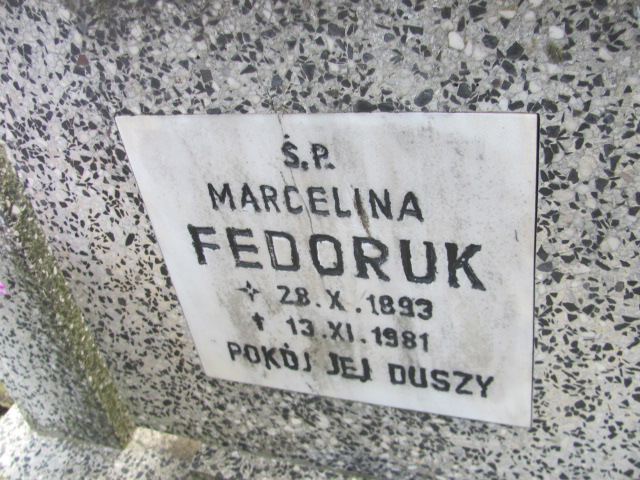 Ś.P.
MARCELINA
FEDORUK
28.X.1893
✝ 13.XI.1981
POKÓJ JEJ DUSZY